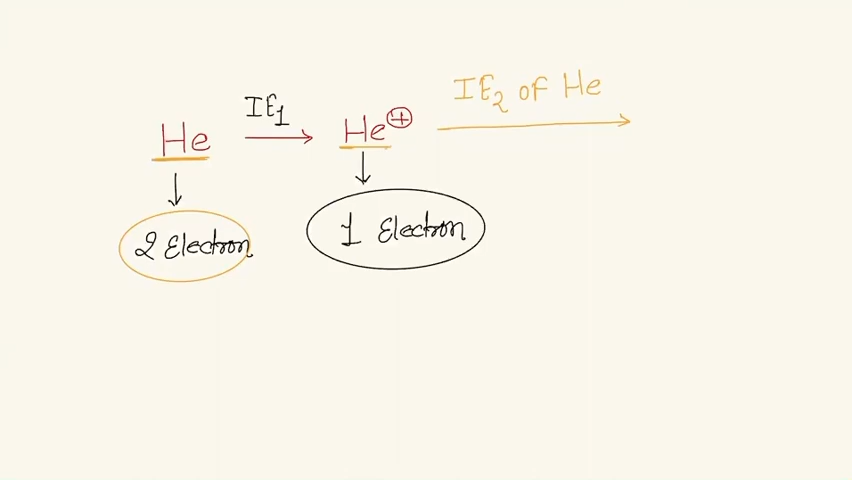 IE₁
IE₂ of He
He
He⊕
2 Electron
1 Electron